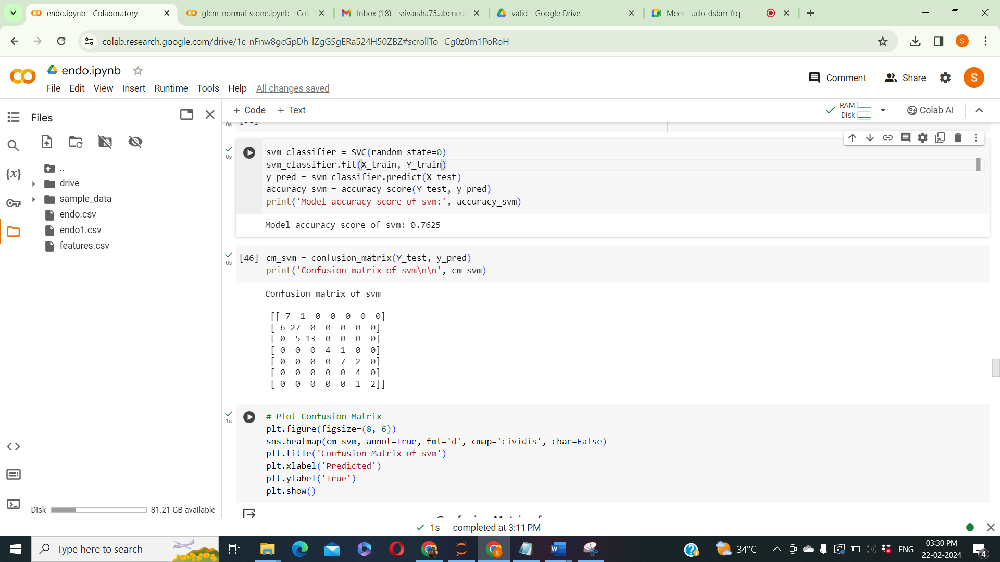 endo.ipynb - Colaboratory
glcm_normal_stone.ipynb - Cola
Inbox (18) - srivarsha75.abeneu
valid - Google Drive
Meet - ado-dsbm-frq
colab.research.google.com/drive/1c-nFnw8gcGpDh-lZgGSgERa524H50ZBZ#scrollTo=Cg0z0m1PoRoH
S
endo.ipynb
File Edit View Insert Runtime Tools Help All changes saved
Comment
Share
S
Files
+ Code + Text
RAM
Disk
Colab AI
..
drive
sample_data
endo.csv
endo1.csv
features.csv
Disk 81.21 GB available
0s
0s
svm_classifier = SVC(random_state=0)
svm_classifier.fit(X_train, Y_train)
y_pred = svm_classifier.predict(X_test)
accuracy_svm = accuracy_score(Y_test, y_pred)
print('Model accuracy score of svm:', accuracy_svm)
Model accuracy score of svm: 0.7625
0s
[46] cm_svm = confusion_matrix(Y_test, y_pred)
print('Confusion matrix of svm\n\n', cm_svm)
Confusion matrix of svm
[[ 7 1 0 0 0 0 0]
[ 6 27 0 0 0 0 0]
[ 0 5 13 0 0 0 0]
[ 0 0 0 4 1 0 0]
[ 0 0 0 0 7 2 0]
[ 0 0 0 0 0 4 0]
[ 0 0 0 0 0 1 2]]
1s
# Plot Confusion Matrix
plt.figure(figsize=(8, 6))
sns.heatmap(cm_svm, annot=True, fmt='d', cmap='cividis', cbar=False)
plt.title('Confusion Matrix of svm')
plt.xlabel('Predicted')
plt.ylabel('True')
plt.show()
1s completed at 3:11 PM
Type here to search
34°C
ENG
03:30 PM
22-02-2024
4